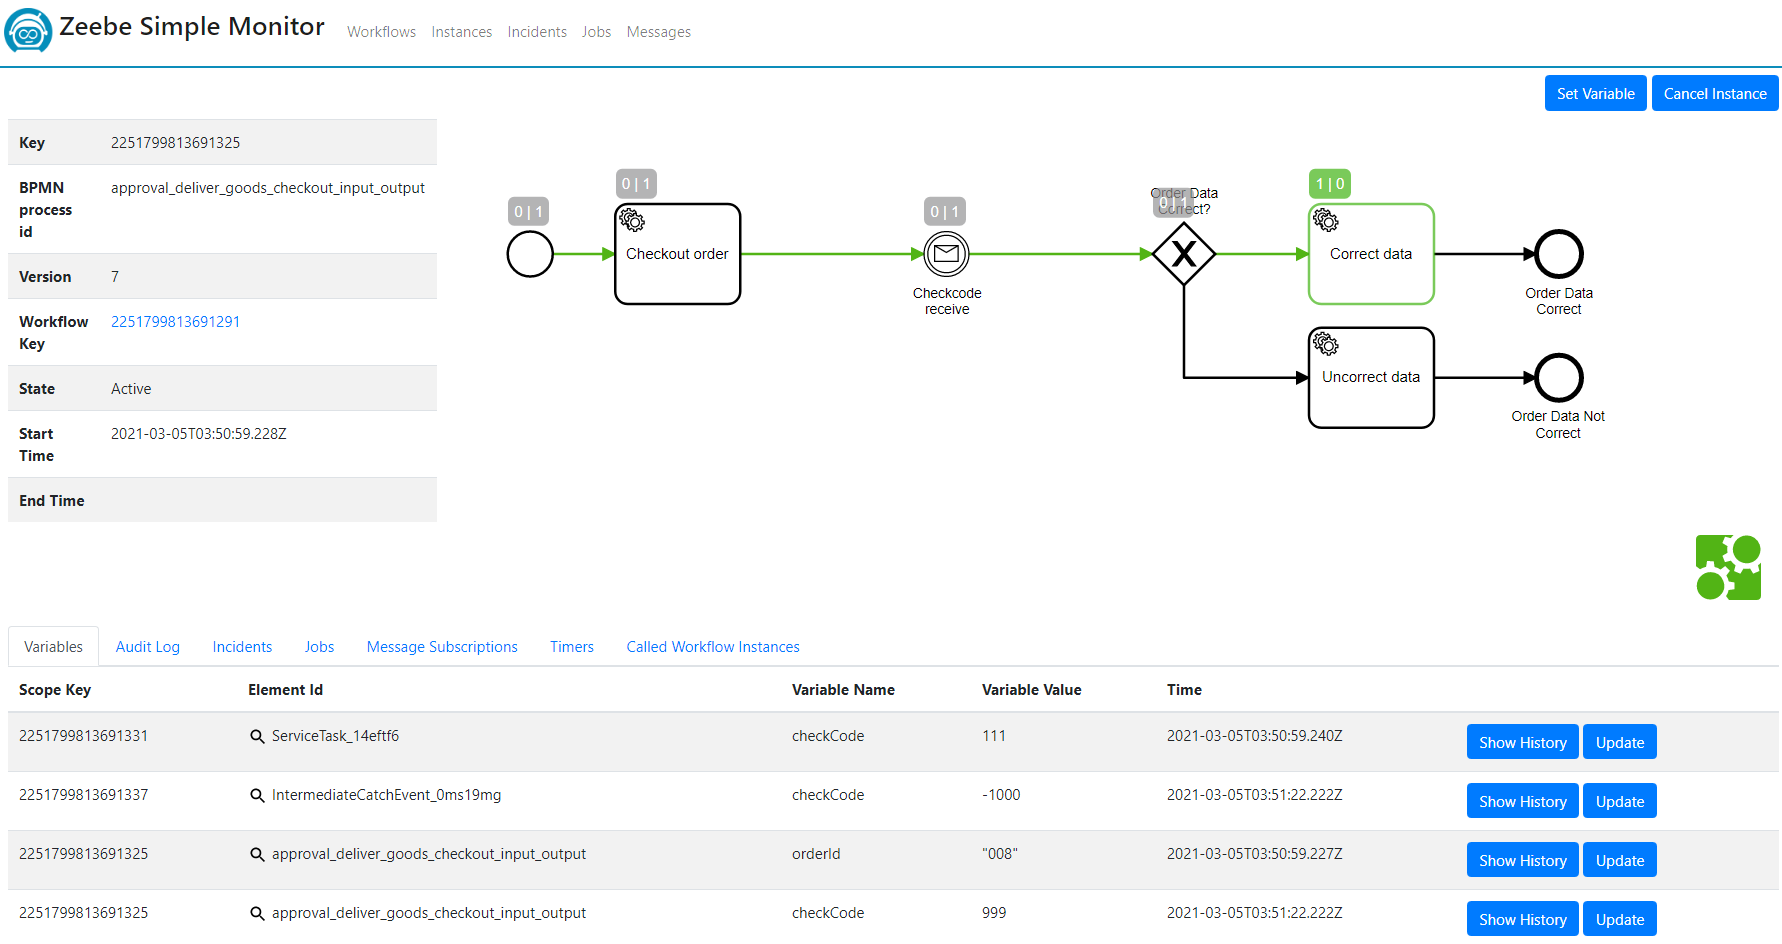 Zeebe Simple Monitor Workflows Instances Incidents Jobs Messages
Set Variable Cancel Instance
Key 2251799813691325
BPMN process id approval_deliver_goods_checkout_input_output
Version 7
Workflow Key 2251799813691291
State Active
Start Time 2021-03-05T03:50:59.228Z
End Time
0 | 1
0 | 1
Checkout order
0 | 1
Checkcode
receive
Order Data
Correct?
0 | 1
1 | 0
Correct data
Order Data
Correct
Uncorrect data
Order Data Not
Correct
Variables Audit Log Incidents Jobs Message Subscriptions Timers Called Workflow Instances
Scope Key Element Id Variable Name Variable Value Time
2251799813691331 ServiceTask_14eftf6 checkCode 111 2021-03-05T03:50:59.240Z Show History Update
2251799813691337 IntermediateCatchEvent_0ms19mg checkCode -1000 2021-03-05T03:51:22.222Z Show History Update
2251799813691325 approval_deliver_goods_checkout_input_output orderId "008" 2021-03-05T03:50:59.227Z Show History Update
2251799813691325 approval_deliver_goods_checkout_input_output checkCode 999 2021-03-05T03:51:22.222Z Show History Update